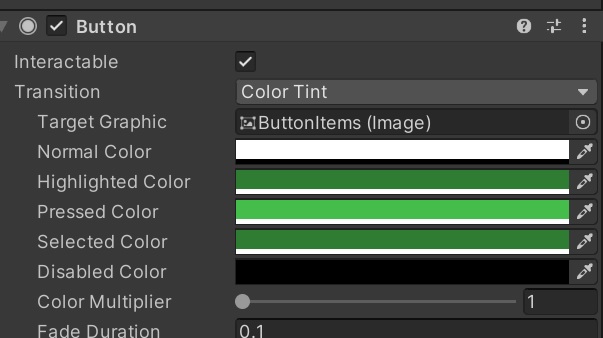 Button
Interactable
Transition Color Tint
Target Graphic ButtonItems (Image)
Normal Color
Highlighted Color
Pressed Color
Selected Color
Disabled Color
Color Multiplier 1
Fade Duration 0.1